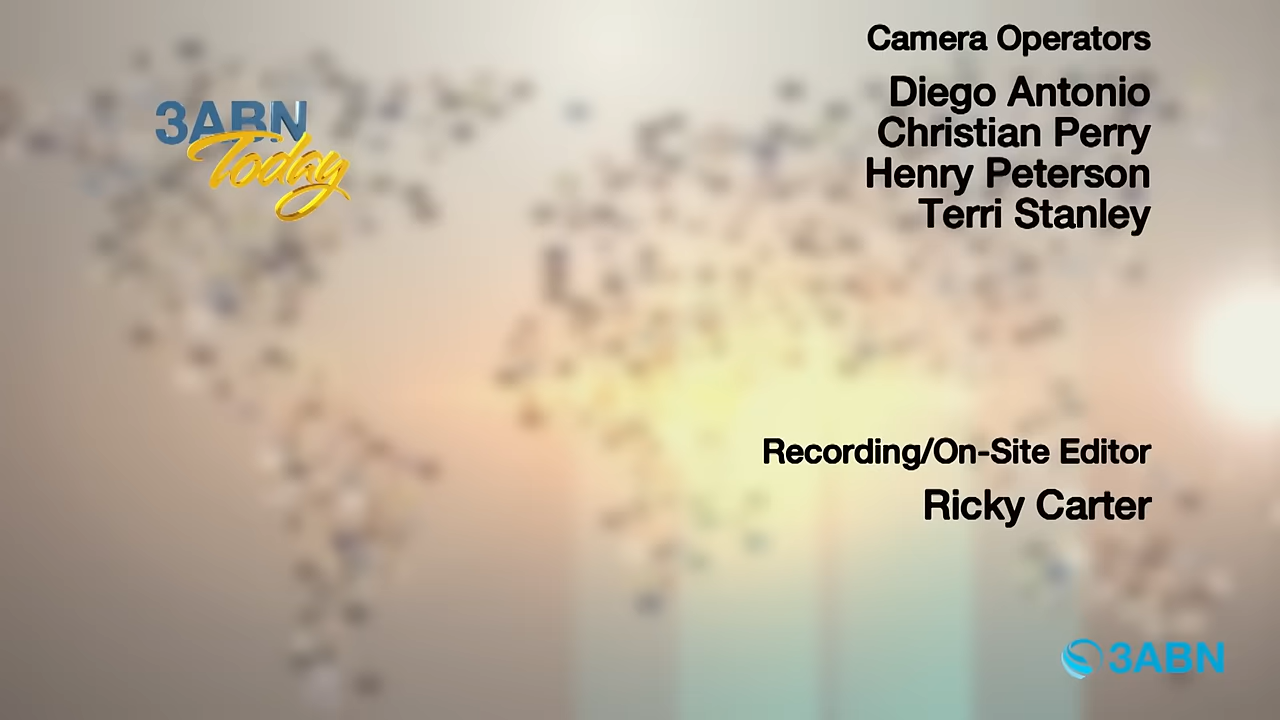 3ABN
Today
Camera Operators
Diego Antonio
Christian Perry
Henry Peterson
Terri Stanley
Recording/On-Site Editor
Ricky Carter
3ABN